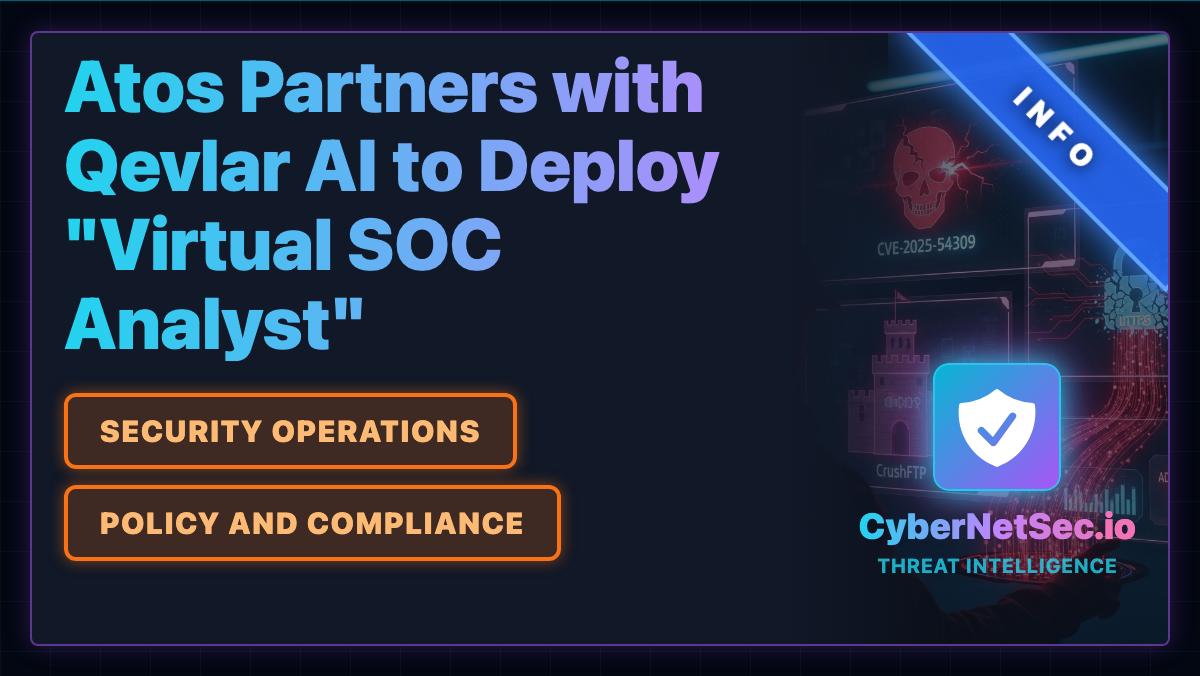 Atos Partners with
Qevlar AI to Deploy
"Virtual SOC
Analyst"
SECURITY OPERATIONS
POLICY AND COMPLIANCE
INFO
CVE-2025-54309
HTTPS
CrushFTP
CyberNetSec.io
THREAT INTELLIGENCE